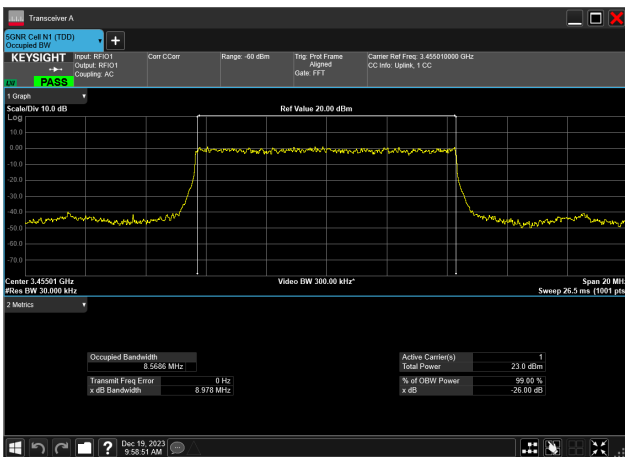 Transceiver A
5GNR Cell N1 (TDD)
Occupied BW
KEYSIGHT
PASS
Input: RFIO1
Output: RFIO1
Coupling: AC
Corr CCorr
Range: -60 dBm
Trig: Prot Frame
Aligned
Gate: FFT
Carrier Ref Freq: 3.455010000 GHz
CC Info: Uplink, 1 CC
1 Graph
Scale/Div 10.0 dB
Ref Value 20.00 dBm
Log
10.0
0.00
-10.0
-20.0
-30.0
-40.0
-50.0
-60.0
-70.0
Center 3.45501 GHz
Video BW 300.00 kHz*
Span 20 MHz
#Res BW 30.000 kHz
Sweep 26.5 ms (1001 pts
2 Metrics
Occupied Bandwidth
8.5686 MHz
Transmit Freq Error 0 Hz
x dB Bandwidth 8.978 MHz
Active Carrier(s) 1
Total Power 23.0 dBm
% of OBW Power 99.00 %
x dB -26.00 dB
Dec 19, 2023
9:58:51 AM